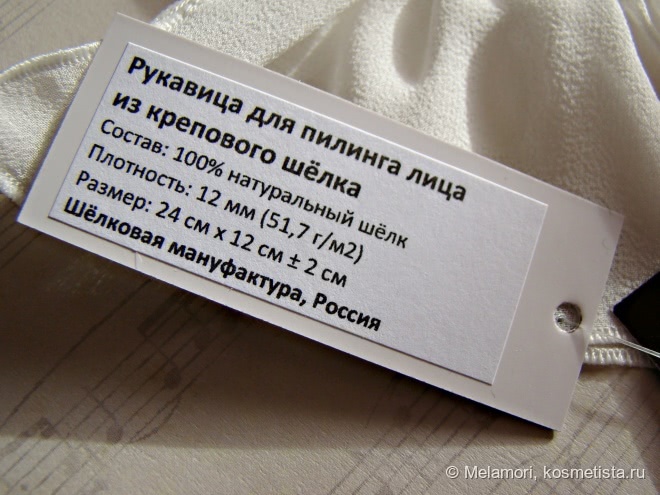 Рукавица для пилинга лица
из крепового шёлка
Состав: 100% натуральный шёлк
Плотность: 12 мм (51,7 г/м2)
Размер: 24 см х 12 см ± 2 см
Шёлковая мануфактура, Россия
© Melamori, kosmetista.ru